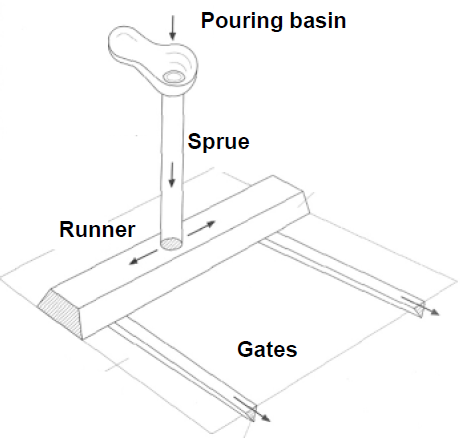 Pouring basin
Sprue
Runner
Gates